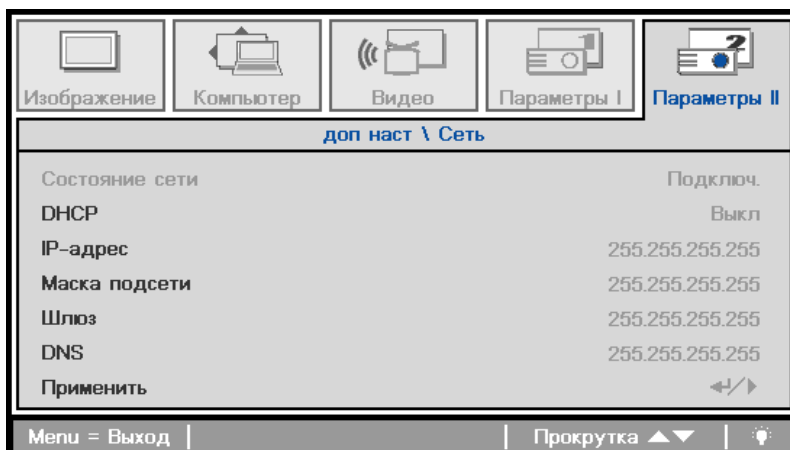 Изображение
Компьютер
Видео
1
Параметры I
2
Параметры II
доп наст \ Сеть
Состояние сети Подключ.
DHCP Выкл
IP-адрес 255.255.255.255
Маска подсети 255.255.255.255
Шлюз 255.255.255.255
DNS 255.255.255.255
Применить
Menu = Выход
Прокрутка